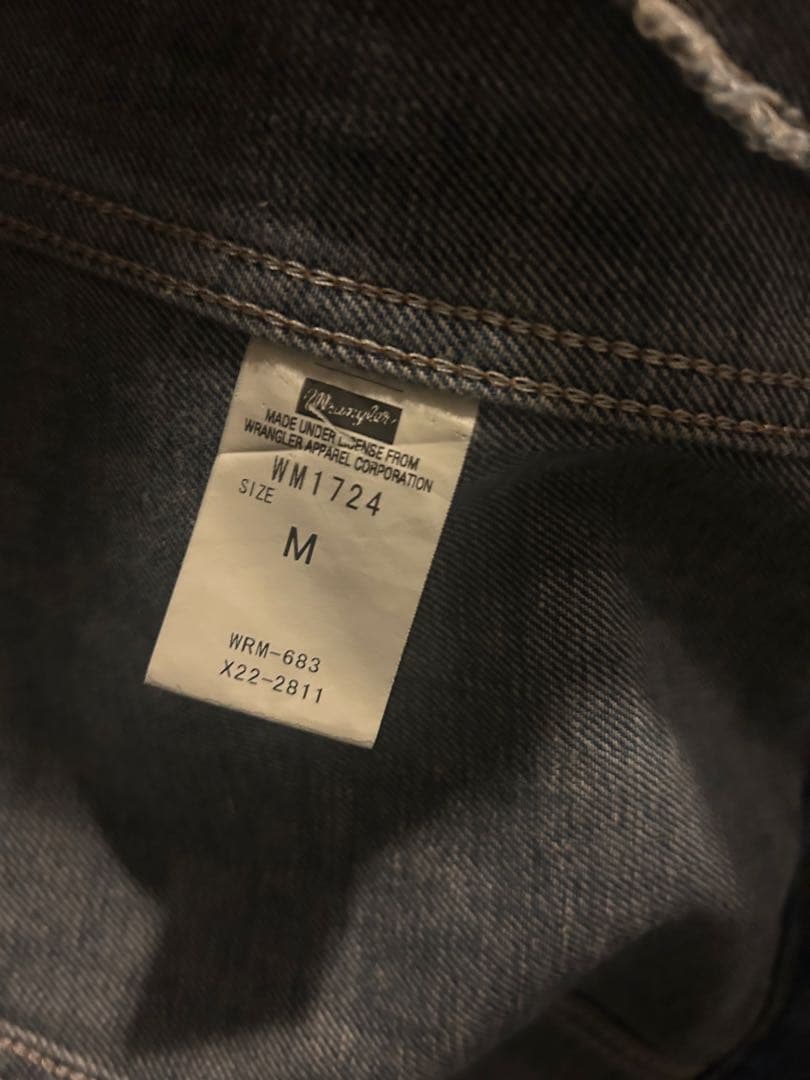 Wrangler
MADE UNDER LICENSE FROM
WRANGLER APPAREL CORPORATION
WM1724
SIZE
M
WRM-683
X22-2811